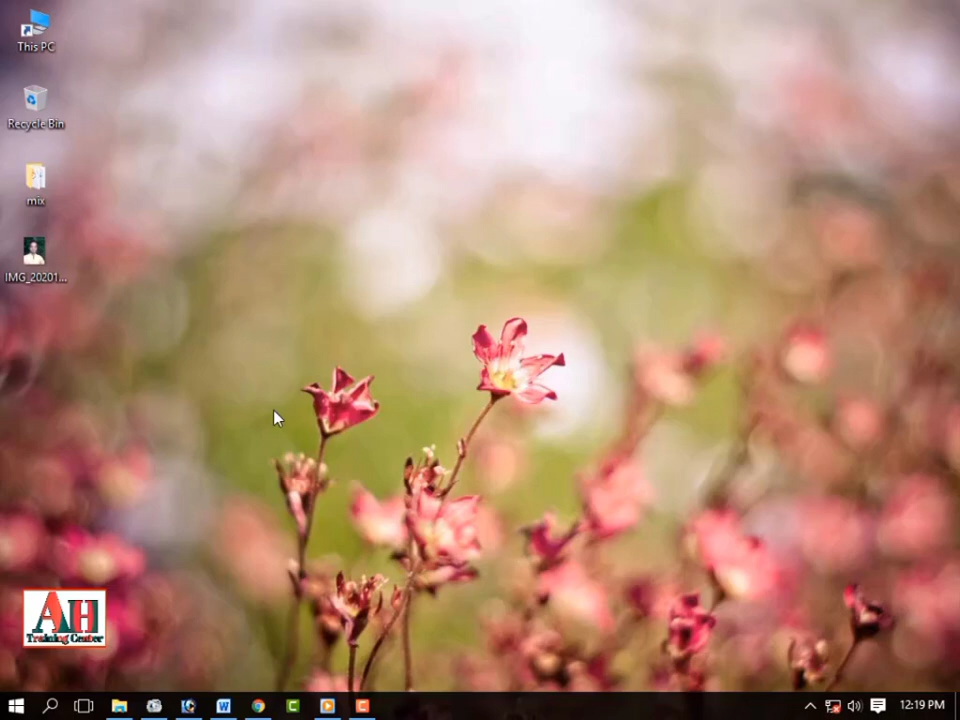 This PC
Recycle Bin
mix
IMG_20201...
AH
Training Center
12:19 PM